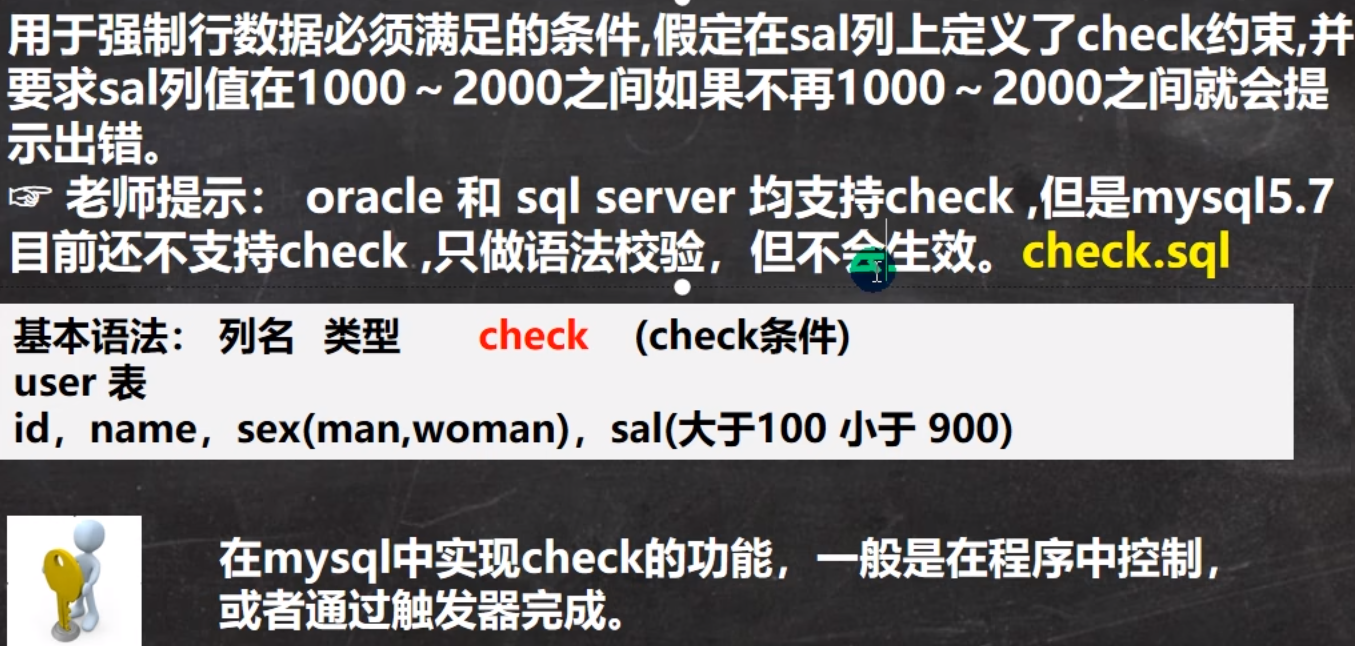 用于强制行数据必须满足的条件,假定在sal列上定义了check约束,并
要求sal列值在1000～2000之间如果不再1000～2000之间就会提
示出错。
☞ 老师提示： oracle 和 sql server 均支持check ,但是mysql5.7
目前还不支持check ,只做语法校验，但不会生效。check.sql
基本语法： 列名 类型 check (check条件)
user 表
id，name，sex(man,woman)，sal(大于100 小于 900)
在mysql中实现check的功能，一般是在程序中控制，
或者通过触发器完成。